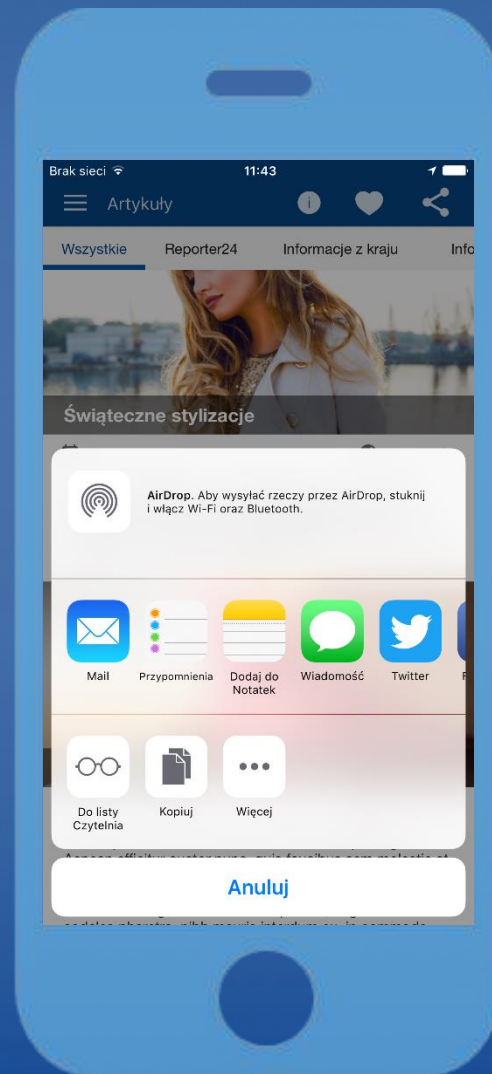 Brak sieci 11:43
Artykuły
Wszystkie Reporter24 Informacje z kraju Info
Świąteczne stylizacje
AirDrop. Aby wysyłać rzeczy przez AirDrop, stuknij
i włącz Wi-Fi oraz Bluetooth.
Mail Przypomnienia Dodaj do Wiadomość Twitter F
Notatek
Do listy Kopiuj Więcej
Czytelnia
Anuluj